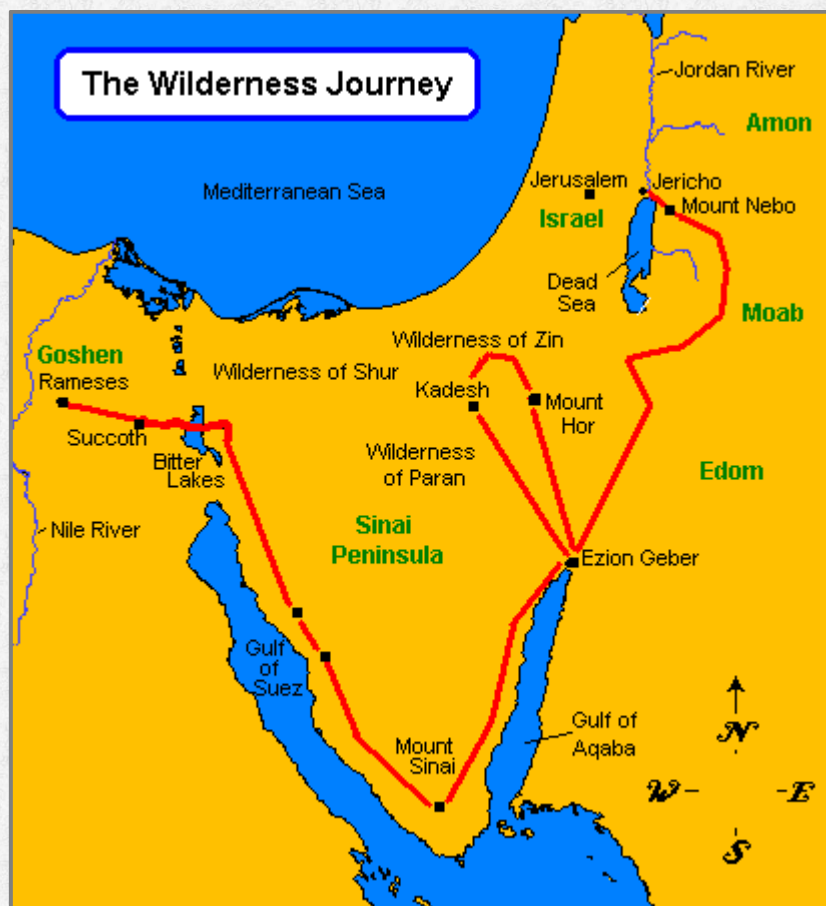 The Wilderness Journey
Jordan River
Amon
Mediterranean Sea
Jerusalem
Jericho
Mount Nebo
Israel
Dead
Sea
Moab
Goshen
Rameses
Wilderness of Shur
Wilderness of Zin
Kadesh
Mount
Hor
Succoth
Bitter
Lakes
Wilderness
of Paran
Edom
Nile River
Sinai
Peninsula
Ezion Geber
Gulf
of
Suez
Mount
Sinai
Gulf of
Aqaba
N
W
E
S